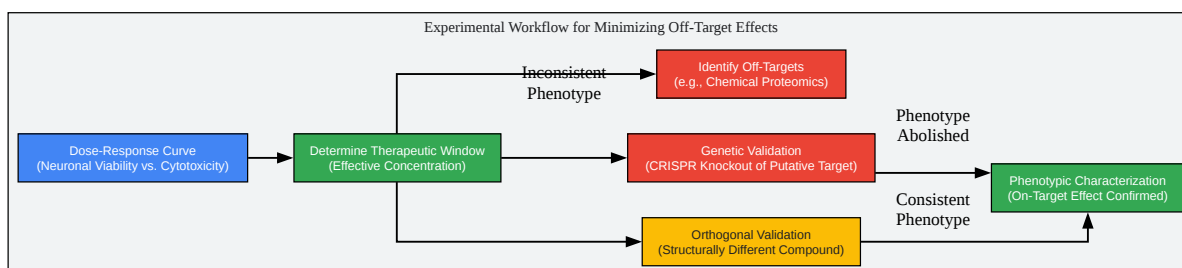 Experimental Workflow for Minimizing Off-Target Effects
Inconsistent
Phenotype
Identify Off-Targets
(e.g., Chemical Proteomics)
Dose-Response Curve
(Neuronal Viability vs. Cytotoxicity)
Determine Therapeutic Window
(Effective Concentration)
Genetic Validation
(CRISPR Knockout of Putative Target)
Phenotype
Abolished
Phenotypic Characterization
(On-Target Effect Confirmed)
Consistent
Phenotype
Orthogonal Validation
(Structurally Different Compound)